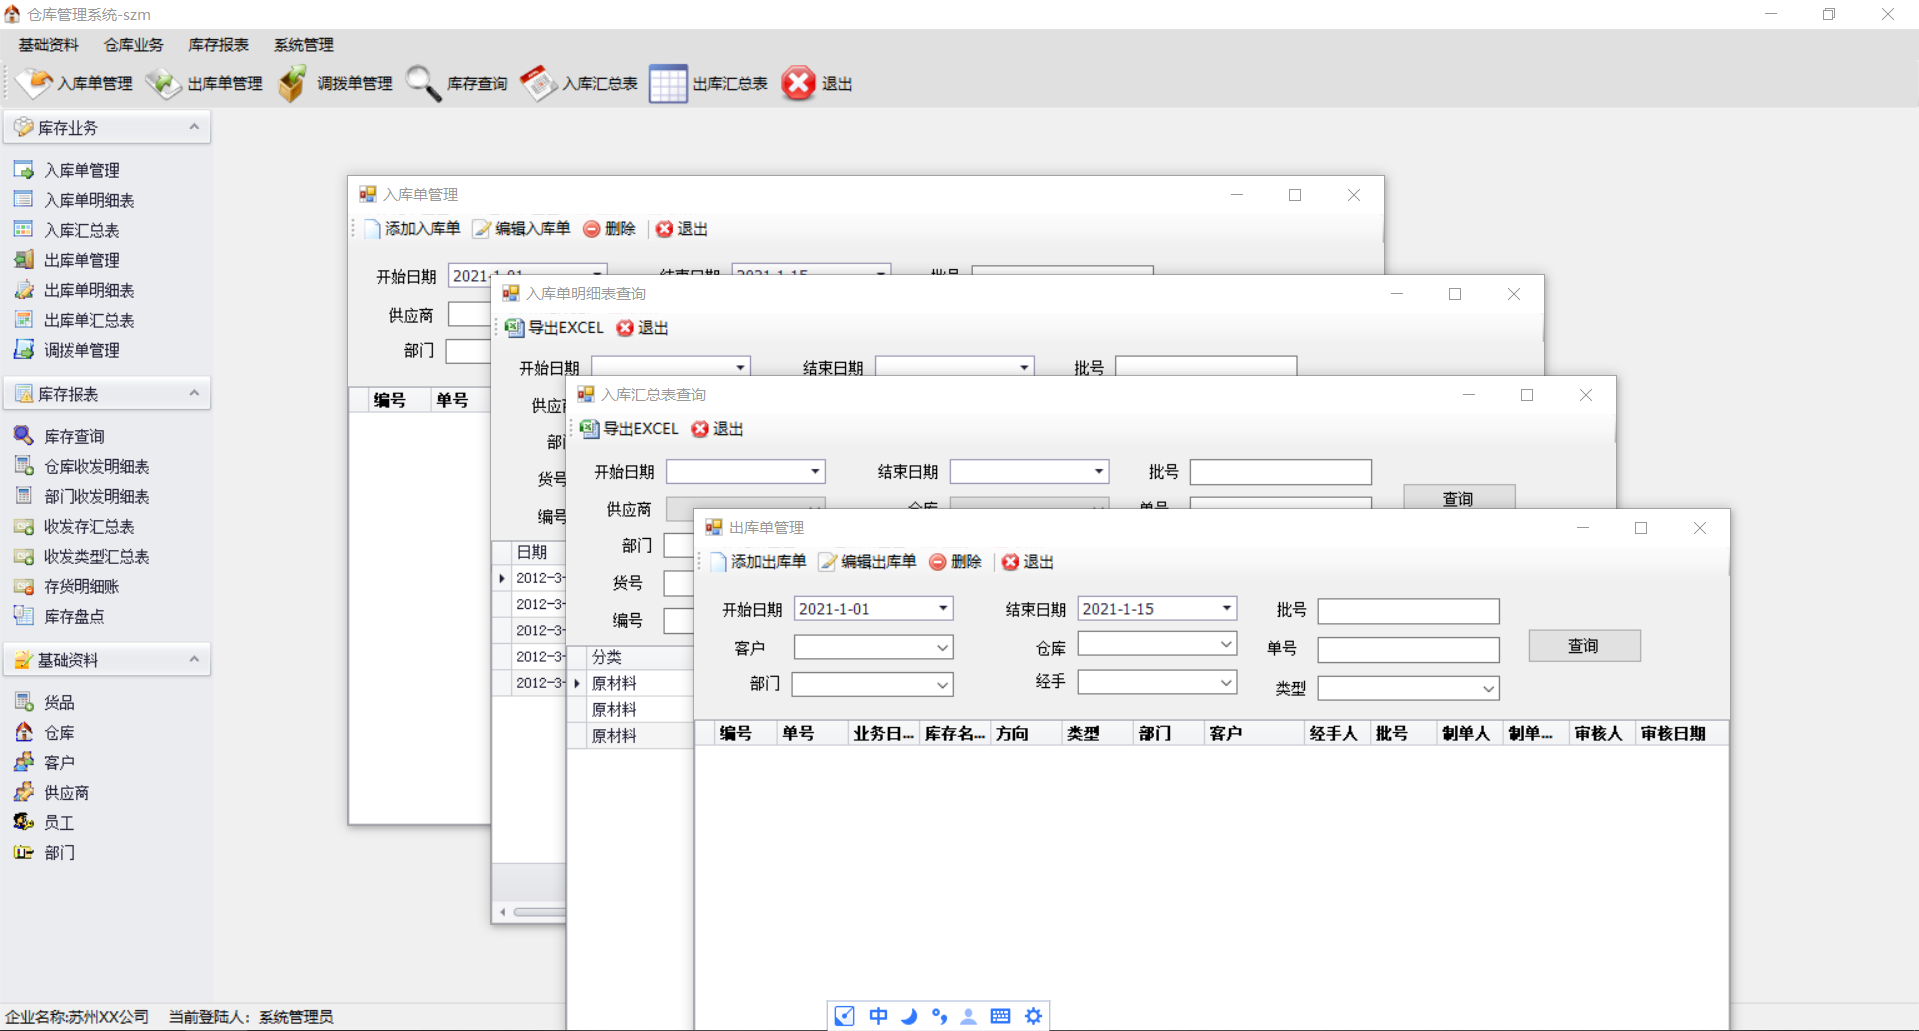 仓库管理系统-szm
基础资料 仓库业务 库存报表 系统管理
入库单管理 出库单管理 调拨单管理 库存查询 入库汇总表 出库汇总表 退出
库存业务
入库单管理
入库单明细表
入库汇总表
出库单管理
出库单明细表
出库单汇总表
调拨单管理
库存报表
库存查询
仓库收发明细表
部门收发明细表
收发存汇总表
收发类型汇总表
存货明细账
库存盘点
基础资料
货品
仓库
客户
供应商
员工
部门
入库单管理
添加入库单 编辑入库单 删除 退出
开始日期 2021-1-01 结束日期 2021-1-15 批号
供应商
部门
编号 单号
入库单明细表查询
导出EXCEL 退出
开始日期 结束日期 批号
供应
部
货号
编号
日期
2012-3-
2012-3-
2012-3-
2012-3-
2012-3-
入库汇总表查询
导出EXCEL 退出
开始日期 结束日期 批号
供应商 仓库 单号 查询
部门
货号
编号
分类
原材料
原材料
原材料
出库单管理
添加出库单 编辑出库单 删除 退出
开始日期 2021-1-01 结束日期 2021-1-15 批号
客户 仓库 单号 查询
部门 经手 类型
编号 单号 业务日... 库存名... 方向 类型 部门 客户 经手人 批号 制单人 制单... 审核人 审核日期
企业名称:苏州XX公司 当前登陆人: 系统管理员
中